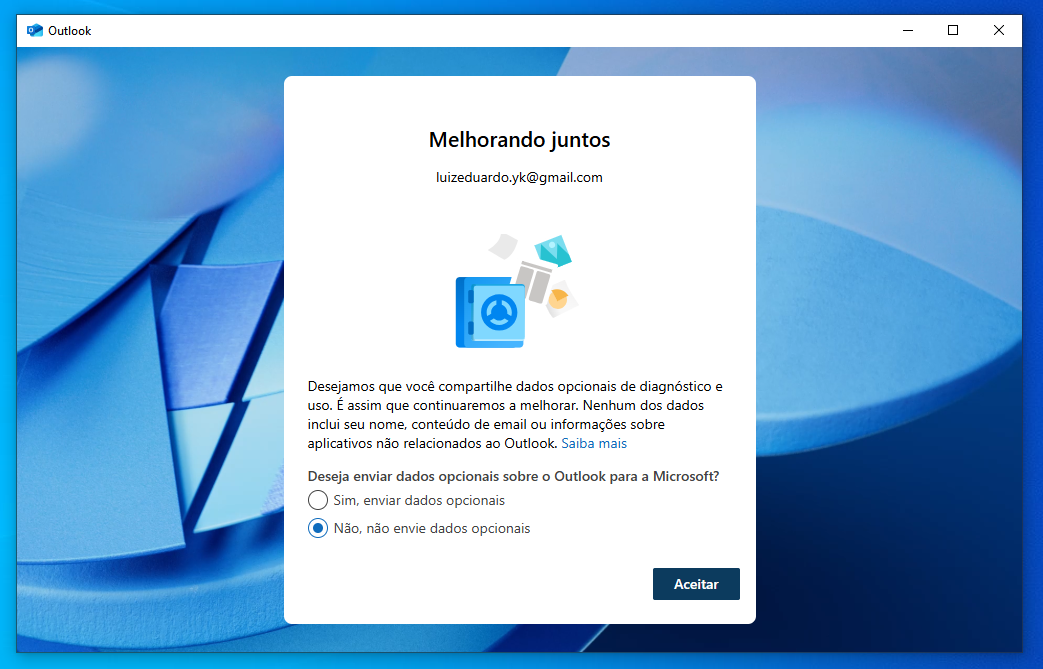 Outlook
Melhorando juntos
luizeduardo.yk@gmail.com
Desejamos que você compartilhe dados opcionais de diagnóstico e
uso. É assim que continuaremos a melhorar. Nenhum dos dados
inclui seu nome, conteúdo de email ou informações sobre
aplicativos não relacionados ao Outlook. Saiba mais
Deseja enviar dados opcionais sobre o Outlook para a Microsoft?
Sim, enviar dados opcionais
Não, não envie dados opcionais
Aceitar